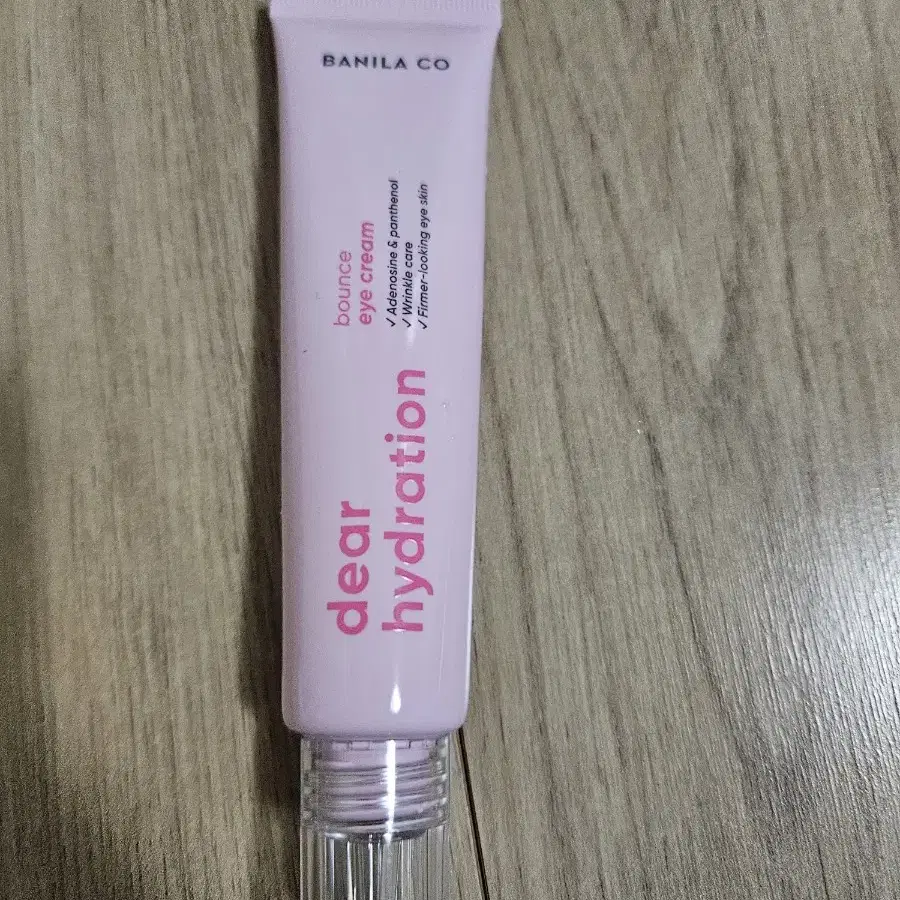 BANILA CO
dear
hydration
bounce
eye cream
✓ Adenosine & panthenol
✓ Wrinkle care
✓ Firmer-looking eye skin